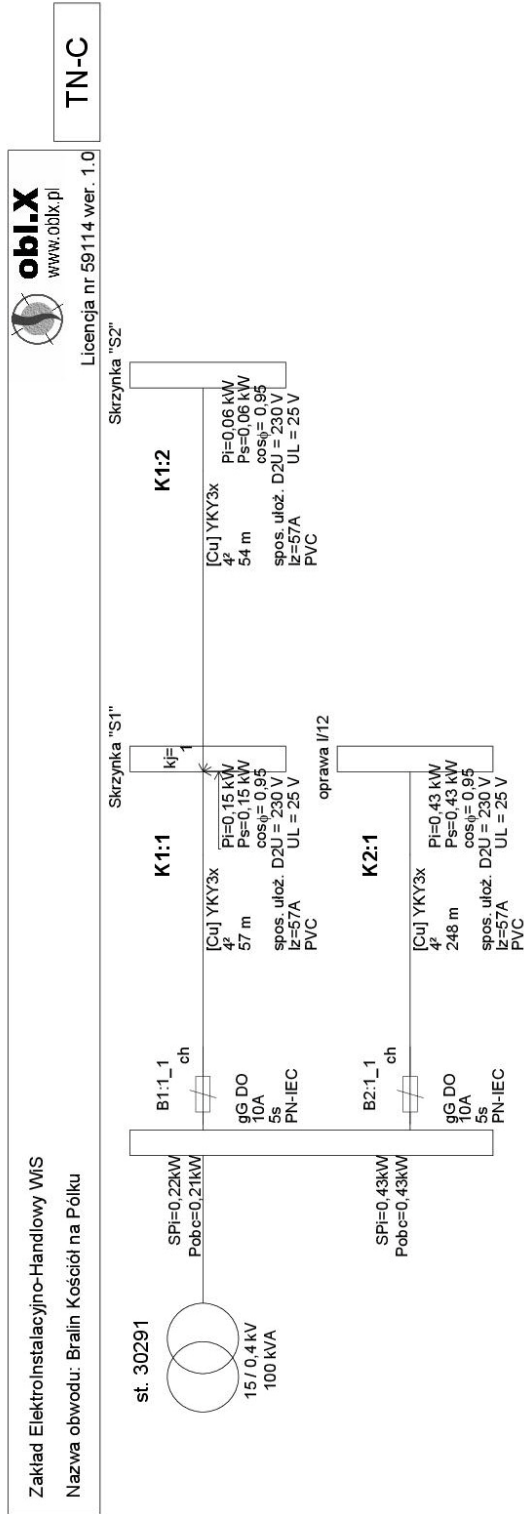 Zakład Elektrolnstalacyjno-Handlowy WiS
Nazwa obwodu: Bralin Kościół na Pólku
obl.X
www.oblx.pl
Licencja nr 59114 wer. 1.0
TN-C
st. 30291
15 / 0,4 kV
100 kVA
SPi=0,22kW
Pobc=0,21kW
B1:1_1
ch
gG DO
10A
5s
PN-IEC
K1:1
[Cu] YKY3x
4²
57 m
spos. ułoż. D2U = 230 V
Iz=57A
UL = 25 V
PVC
Pi=0,15 kW
Ps=0,15 kW
cosϕ= 0,95
Skrzynka "S1"
kj=
1
K1:2
[Cu] YKY3x
4²
54 m
Pi=0,06 kW
Ps=0,06 kW
cosϕ= 0,95
spos. ułoż. D2U = 230 V
Iz=57A
UL = 25 V
PVC
Skrzynka "S2"
SPi=0,43kW
Pobc=0,43kW
B2:1_1
ch
gG DO
10A
5s
PN-IEC
K2:1
[Cu] YKY3x
4²
248 m
Pi=0,43 kW
Ps=0,43 kW
cosϕ= 0,95
spos. ułoż. D2U = 230 V
Iz=57A
UL = 25 V
PVC
oprawa I/12